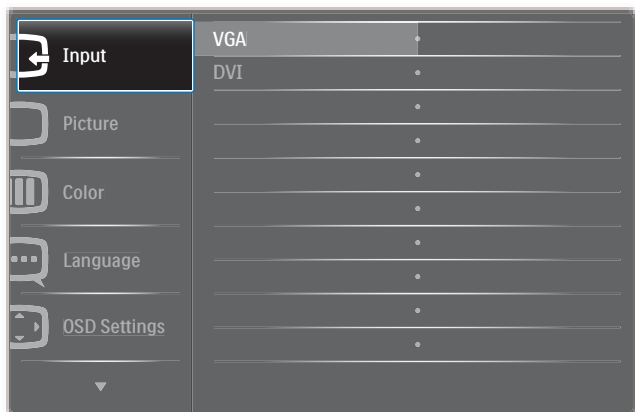 Input
VGA
DVI
Picture
Color
Language
OSD Settings